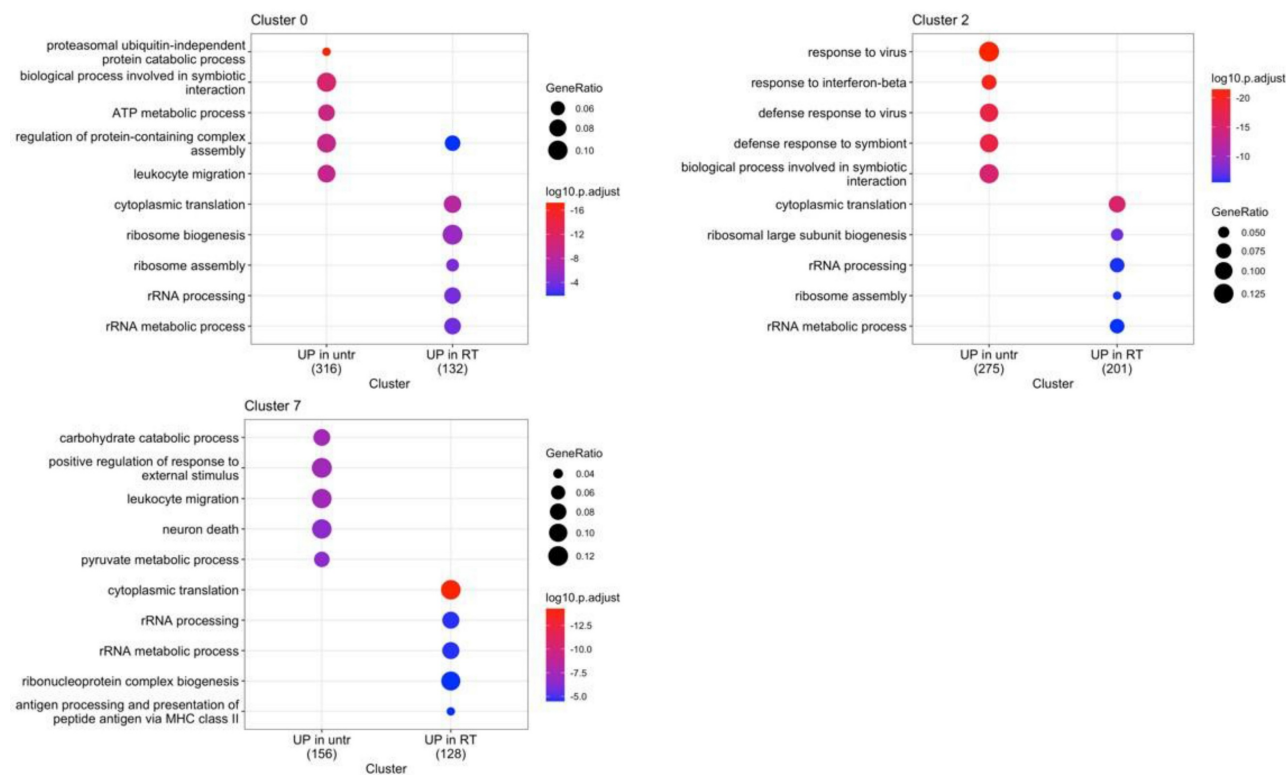 Cluster 0
proteasomal ubiquitin-independent
protein catabolic process
biological process involved in symbiotic
interaction
ATP metabolic process
regulation of protein-containing complex
assembly
leukocyte migration
cytoplasmic translation
ribosome biogenesis
ribosome assembly
rRNA processing
rRNA metabolic process
UP in untr
(316)
UP in RT
(132)
Cluster
GeneRatio
0.06
0.08
0.10
log10.p.adjust
-16
-12
-8
-4
Cluster 2
response to virus
response to interferon-beta
defense response to virus
defense response to symbiont
biological process involved in symbiotic
interaction
cytoplasmic translation
ribosomal large subunit biogenesis
rRNA processing
ribosome assembly
rRNA metabolic process
UP in untr
(275)
UP in RT
(201)
Cluster
log10.p.adjust
-20
-15
-10
GeneRatio
0.050
0.075
0.100
0.125
Cluster 7
carbohydrate catabolic process
positive regulation of response to
external stimulus
leukocyte migration
neuron death
pyruvate metabolic process
cytoplasmic translation
rRNA processing
rRNA metabolic process
ribonucleoprotein complex biogenesis
antigen processing and presentation of
peptide antigen via MHC class II
UP in untr
(156)
UP in RT
(128)
Cluster
GeneRatio
0.04
0.06
0.08
0.10
0.12
log10.p.adjust
-12.5
-10.0
-7.5
-5.0